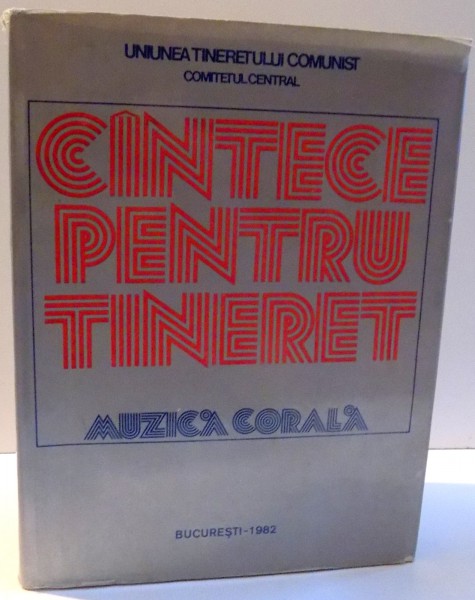 UNIUNEA TINERETULUI COMUNIST
COMITETUL CENTRAL
CÎNTECE
PENTRU
TINERET
MUZICĂ CORALĂ
BUCUREȘTI-1982